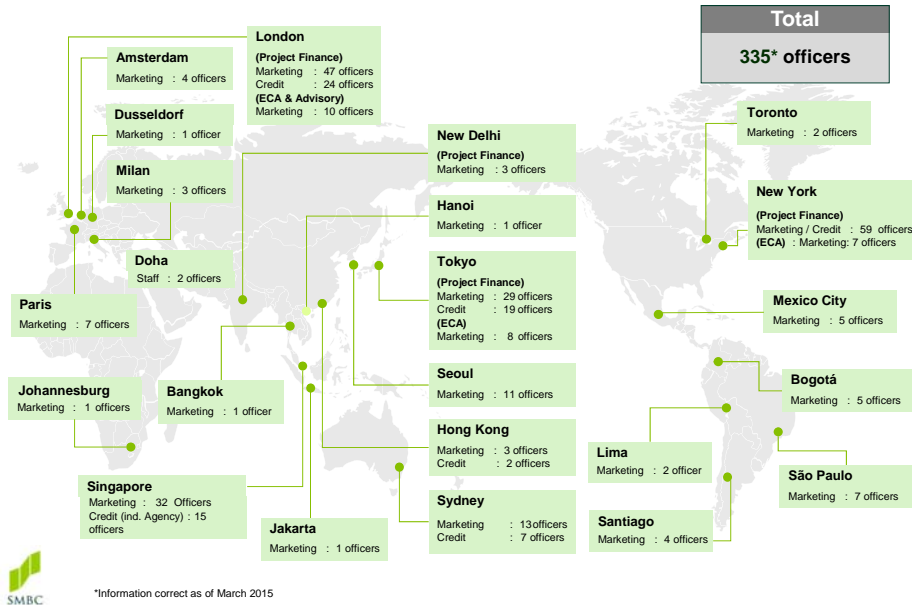 Total
335* officers
London
(Project Finance)
Marketing : 47 officers
Credit : 24 officers
(ECA & Advisory)
Marketing : 10 officers
Amsterdam
Marketing : 4 officers
Dusseldorf
Marketing : 1 officer
Milan
Marketing : 3 officers
Doha
Staff : 2 officers
Paris
Marketing : 7 officers
Johannesburg
Marketing : 1 officers
Bangkok
Marketing : 1 officer
Singapore
Marketing : 32 Officers
Credit (ind. Agency) : 15
officers
Jakarta
Marketing : 1 officers
New Delhi
(Project Finance)
Marketing : 3 officers
Hanoi
Marketing : 1 officer
Tokyo
(Project Finance)
Marketing : 29 officers
Credit : 19 officers
(ECA)
Marketing : 8 officers
Seoul
Marketing : 11 officers
Hong Kong
Marketing : 3 officers
Credit : 2 officers
Sydney
Marketing : 13 officers
Credit : 7 officers
Toronto
Marketing : 2 officers
New York
(Project Finance)
Marketing / Credit : 59 officers
(ECA) : Marketing: 7 officers
Mexico City
Marketing : 5 officers
Bogotá
Marketing : 5 officers
Lima
Marketing : 2 officer
São Paulo
Marketing : 7 officers
Santiago
Marketing : 4 officers
SMBC
*Information correct as of March 2015